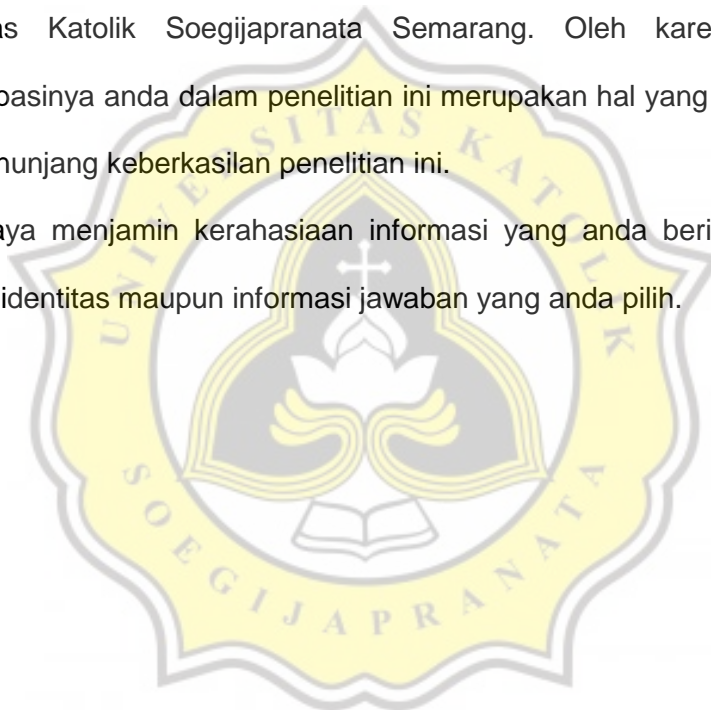 as Katolik Soegijapranata Semarang. Oleh kare
pasinya anda dalam penelitian ini merupakan hal yang
nunjang keberkasilan penelitian ini.
aya menjamin kerahasiaan informasi yang anda beri
identitas maupun informasi jawaban yang anda pilih.
UNIVERSITAS KATOLIK
SOEGIJAPRANATA